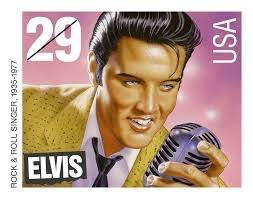 29
USA
ROCK & ROLL SINGER, 1935-1977
ELVIS